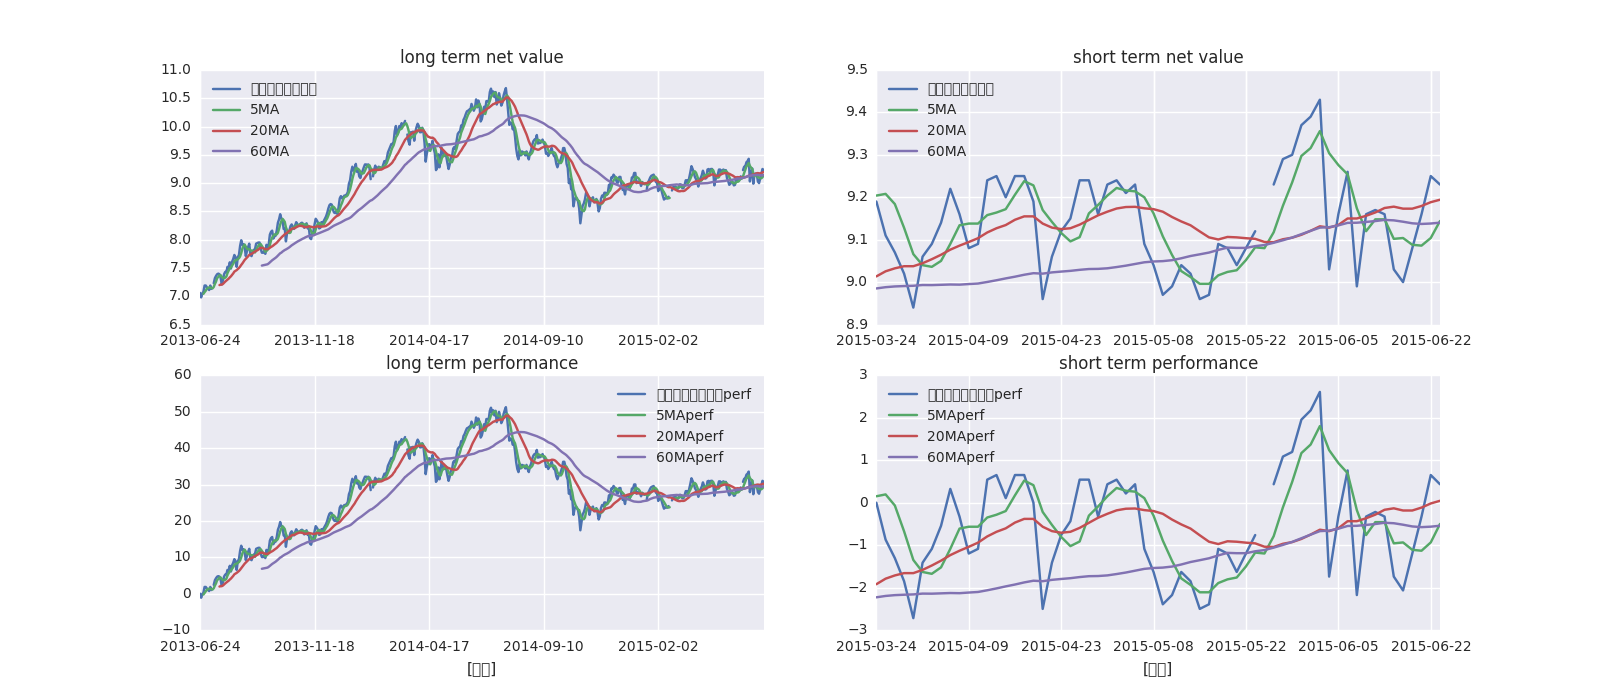 long term net value
11.0
10.5
10.0
9.5
9.0
8.5
8.0
7.5
7.0
6.5
5MA
20MA
60MA
2013-06-24 2013-11-18 2014-04-17 2014-09-10 2015-02-02
short term net value
9.5
9.4
9.3
9.2
9.1
9.0
8.9
5MA
20MA
60MA
2015-03-24 2015-04-09 2015-04-23 2015-05-08 2015-05-22 2015-06-05 2015-06-22
long term performance
60
50
40
30
20
10
0
−10
perf
5MAperf
20MAperf
60MAperf
2013-06-24 2013-11-18 2014-04-17 2014-09-10 2015-02-02
short term performance
3
2
1
0
−1
−2
−3
perf
5MAperf
20MAperf
60MAperf
2015-03-24 2015-04-09 2015-04-23 2015-05-08 2015-05-22 2015-06-05 2015-06-22